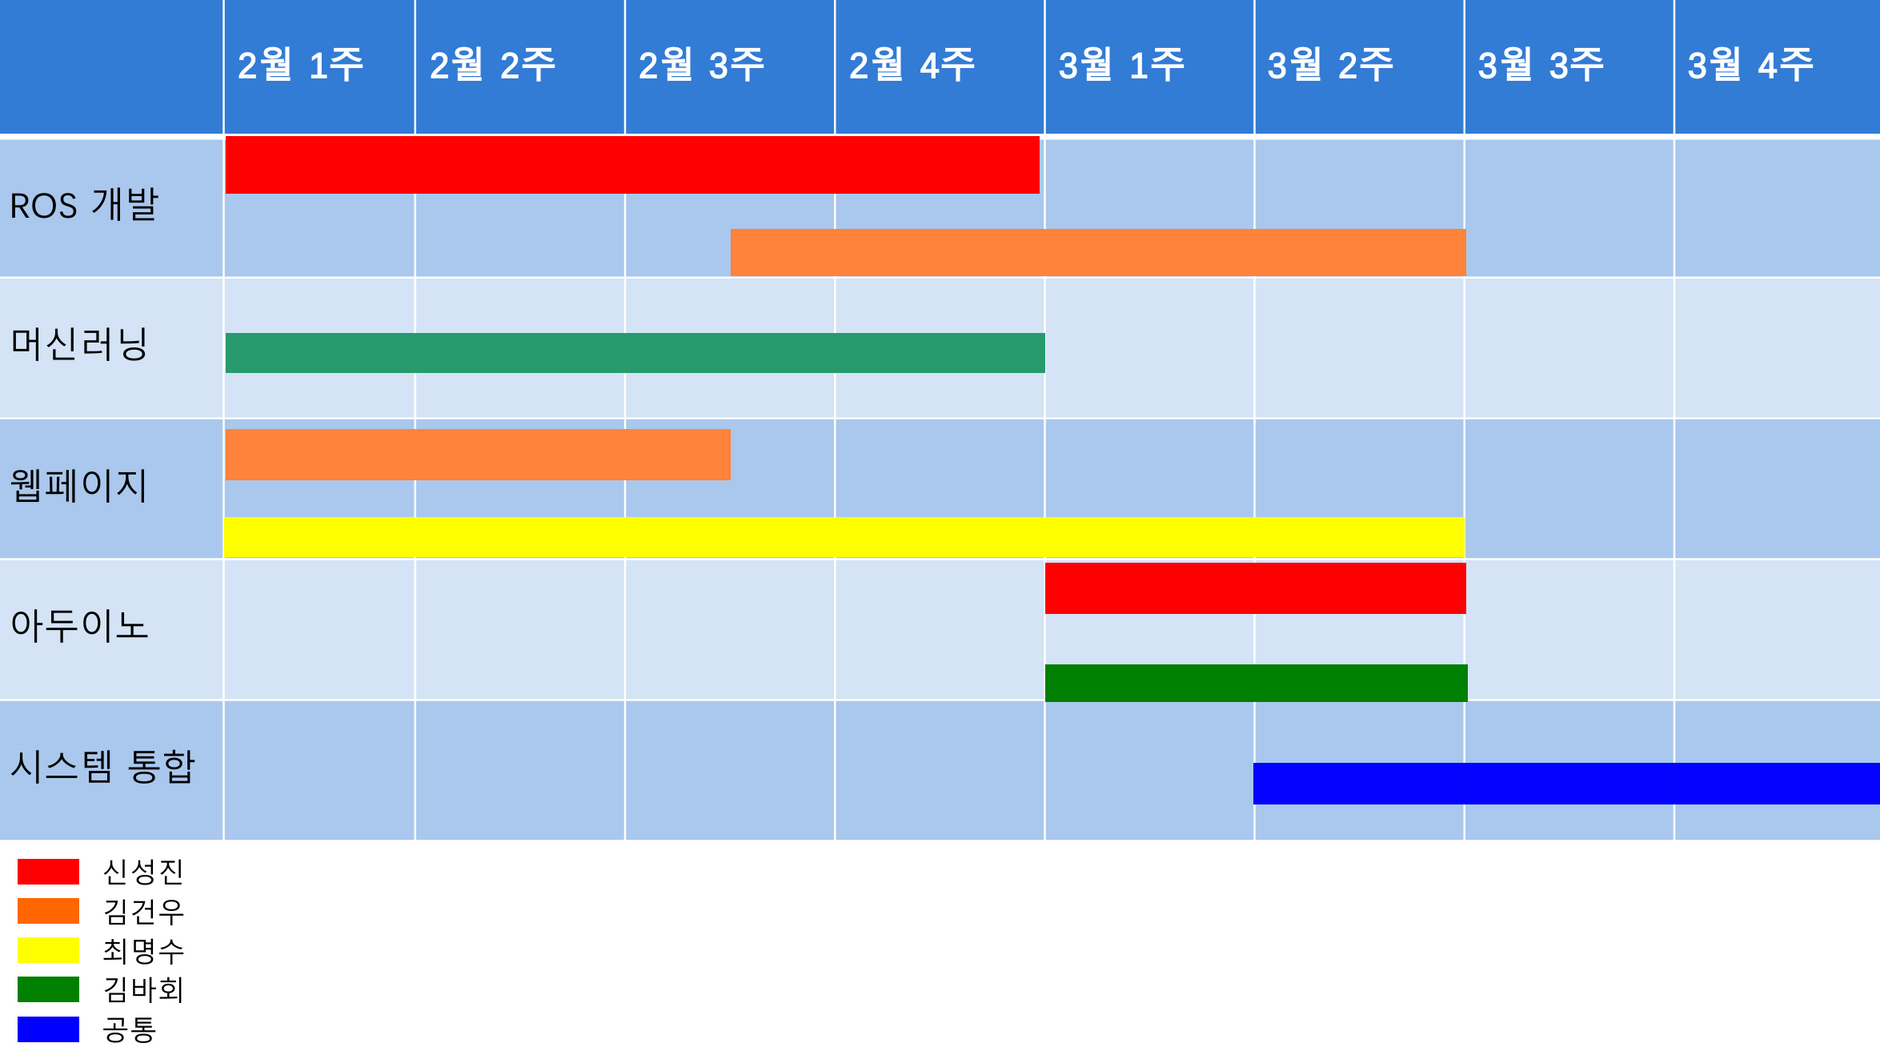 2월 1주 2월 2주 2월 3주 2월 4주 3월 1주 3월 2주 3월 3주 3월 4주
ROS 개발
머신러닝
웹페이지
아두이노
시스템 통합
신성진
김건우
최명수
김바회
공통